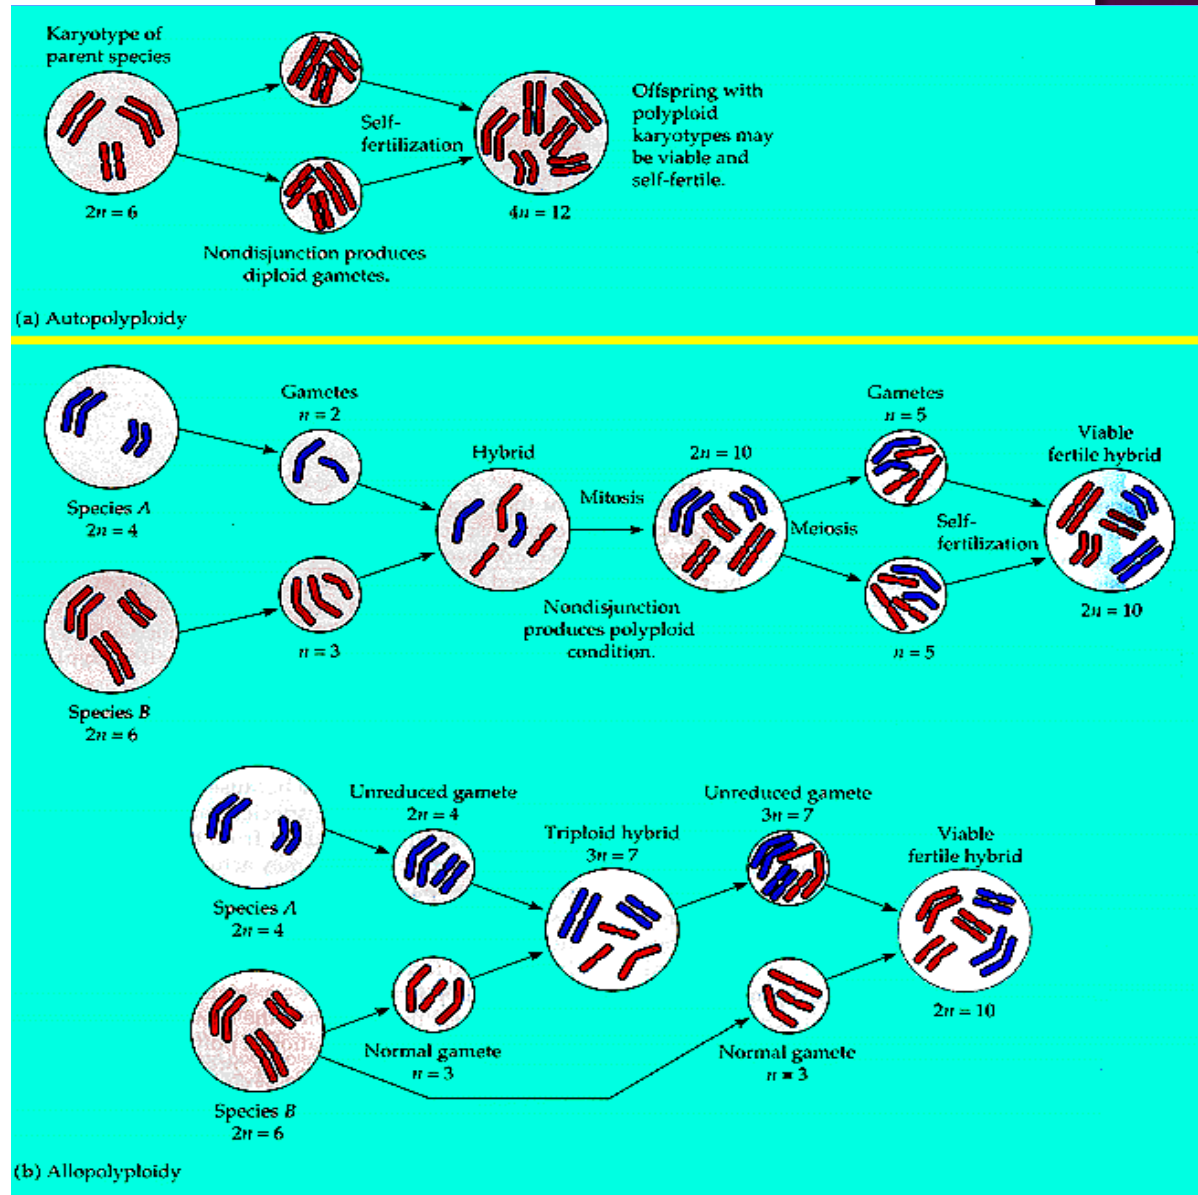 Karyotype of
parent species
2n = 6
Self-
fertilization
Nondisjunction produces
diploid gametes.
4n = 12
Offspring with
polyploid
karyotypes may
be viable and
self-fertile.
(a) Autopolyploidy
Species A
2n = 4
Gametes
n = 2
Species B
2n = 6
n = 3
Hybrid
Mitosis
Nondisjunction
produces polyploid
condition.
2n = 10
Meiosis
Gametes
n = 5
n = 5
Self-
fertilization
Viable
fertile hybrid
2n = 10
Species A
2n = 4
Unreduced gamete
2n = 4
Species B
2n = 6
Normal gamete
n = 3
Triploid hybrid
3n = 7
Unreduced gamete
3n = 7
Normal gamete
n = 3
Viable
fertile hybrid
2n = 10
(b) Allopolyploidy